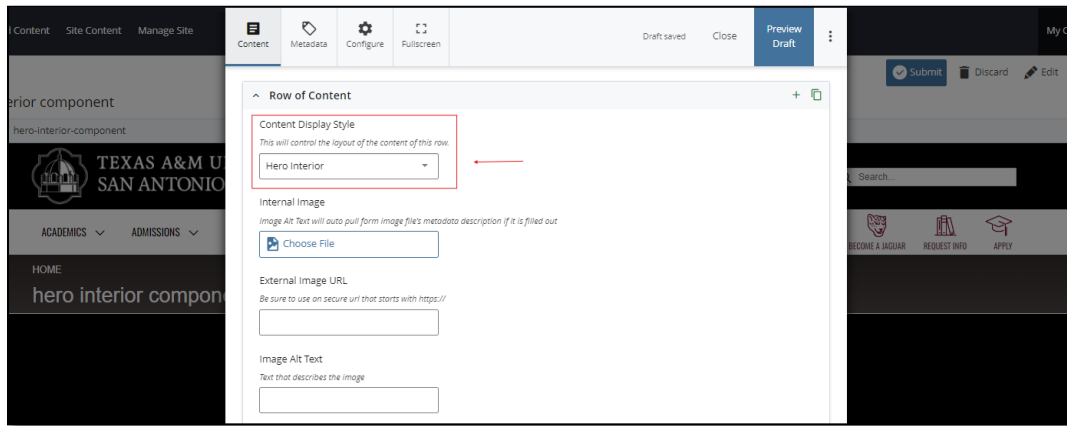 l Content Site Content Manage Site
Content Metadata Configure Fullscreen
Draft saved Close Preview Draft
My C
Submit Discard Edit
erior component
hero-interior-component
Row of Content
Content Display Style
This will control the layout of the content of this row.
Hero Interior
TEXAS A&M U
SAN ANTONIO
Search...
Internal Image
Image Alt Text will auto pull form image file's metadata description if it is filled out
Choose File
ACADEMICS ADMISSIONS
BECOME A JAGUAR REQUEST INFO APPLY
HOME
hero interior compon
External Image URL
Be sure to use an secure url that starts with https://
Image Alt Text
Text that describes the image